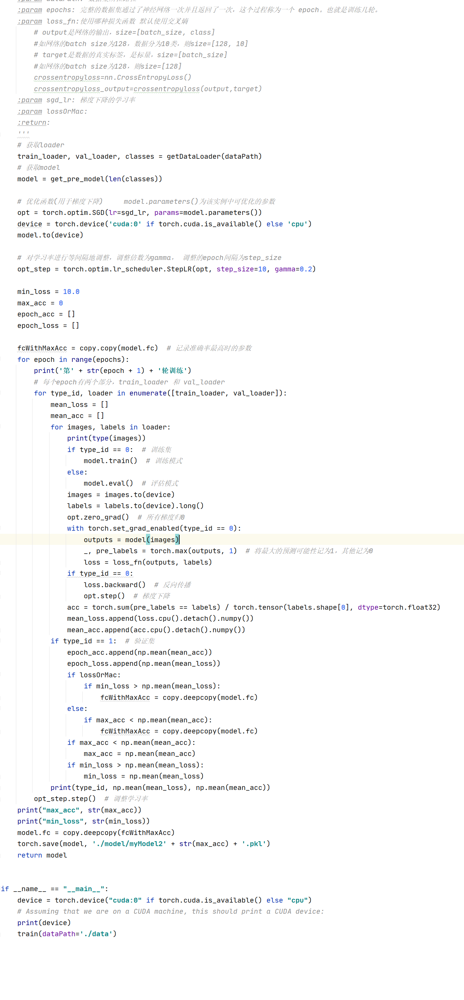 :param dataPath: 数据集所在路径
:param epochs: 完整的数据集通过了神经网络一次并且返回了一次，这个过程称为一个 epoch。也就是训练几轮。
:param loss_fn:使用哪种损失函数 默认使用交叉熵
# output是网络的输出，size=[batch_size, class]
#如网络的batch size为128，数据分为10类，则size=[128, 10]
# target是数据的真实标签，是标量，size=[batch_size]
#如网络的batch size为128，则size=[128]
crossentropyloss=nn.CrossEntropyLoss()
crossentropyloss_output=crossentropyloss(output,target)
:param sgd_lr: 梯度下降的学习率
:param lossOrMac:
:return:
'''
# 获取loader
train_loader, val_loader, classes = getDataLoader(dataPath)
# 获取model
model = get_pre_model(len(classes))
# 优化函数(用于梯度下降)     model.parameters()为该实例中可优化的参数
opt = torch.optim.SGD(lr=sgd_lr, params=model.parameters())
device = torch.device('cuda:0' if torch.cuda.is_available() else 'cpu')
model.to(device)
# 对学习率进行等间隔地调整，调整倍数为gamma， 调整的epoch间隔为step_size
opt_step = torch.optim.lr_scheduler.StepLR(opt, step_size=10, gamma=0.2)
min_loss = 10.0
max_acc = 0
epoch_acc = []
epoch_loss = []
fcWithMaxAcc = copy.copy(model.fc)  # 记录准确率最高时的参数
for epoch in range(epochs):
print('第' + str(epoch + 1) + '轮训练')
# 每个epoch有两个部分，train_loader 和 val_loader
for type_id, loader in enumerate([train_loader, val_loader]):
mean_loss = []
mean_acc = []
for images, labels in loader:
print(type(images))
if type_id == 0:  # 训练集
model.train()  # 训练模式
else:
model.eval()  # 评估模式
images = images.to(device)
labels = labels.to(device).long()
opt.zero_grad()  # 所有梯度归0
with torch.set_grad_enabled(type_id == 0):
outputs = model(images)
_, pre_labels = torch.max(outputs, 1)  # 将最大的预测可能性记为1，其他记为0
loss = loss_fn(outputs, labels)
if type_id == 0:
loss.backward()  # 反向传播
opt.step()  # 梯度下降
acc = torch.sum(pre_labels == labels) / torch.tensor(labels.shape[0], dtype=torch.float32)
mean_loss.append(loss.cpu().detach().numpy())
mean_acc.append(acc.cpu().detach().numpy())
if type_id == 1:  # 验证集
epoch_acc.append(np.mean(mean_acc))
epoch_loss.append(np.mean(mean_loss))
if lossOrMac:
if min_loss > np.mean(mean_loss):
fcWithMaxAcc = copy.deepcopy(model.fc)
else:
if max_acc < np.mean(mean_acc):
fcWithMaxAcc = copy.deepcopy(model.fc)
if max_acc < np.mean(mean_acc):
max_acc = np.mean(mean_acc)
if min_loss > np.mean(mean_loss):
min_loss = np.mean(mean_loss)
print(type_id, np.mean(mean_loss), np.mean(mean_acc))
opt_step.step()  # 调整学习率
print("max_acc", str(max_acc))
print("min_loss", str(min_loss))
model.fc = copy.deepcopy(fcWithMaxAcc)
torch.save(model, './model/myModel2' + str(max_acc) + '.pkl')
return model
if __name__ == "__main__":
device = torch.device("cuda:0" if torch.cuda.is_available() else "cpu")
# Assuming that we are on a CUDA machine, this should print a CUDA device:
print(device)
train(dataPath='./data')